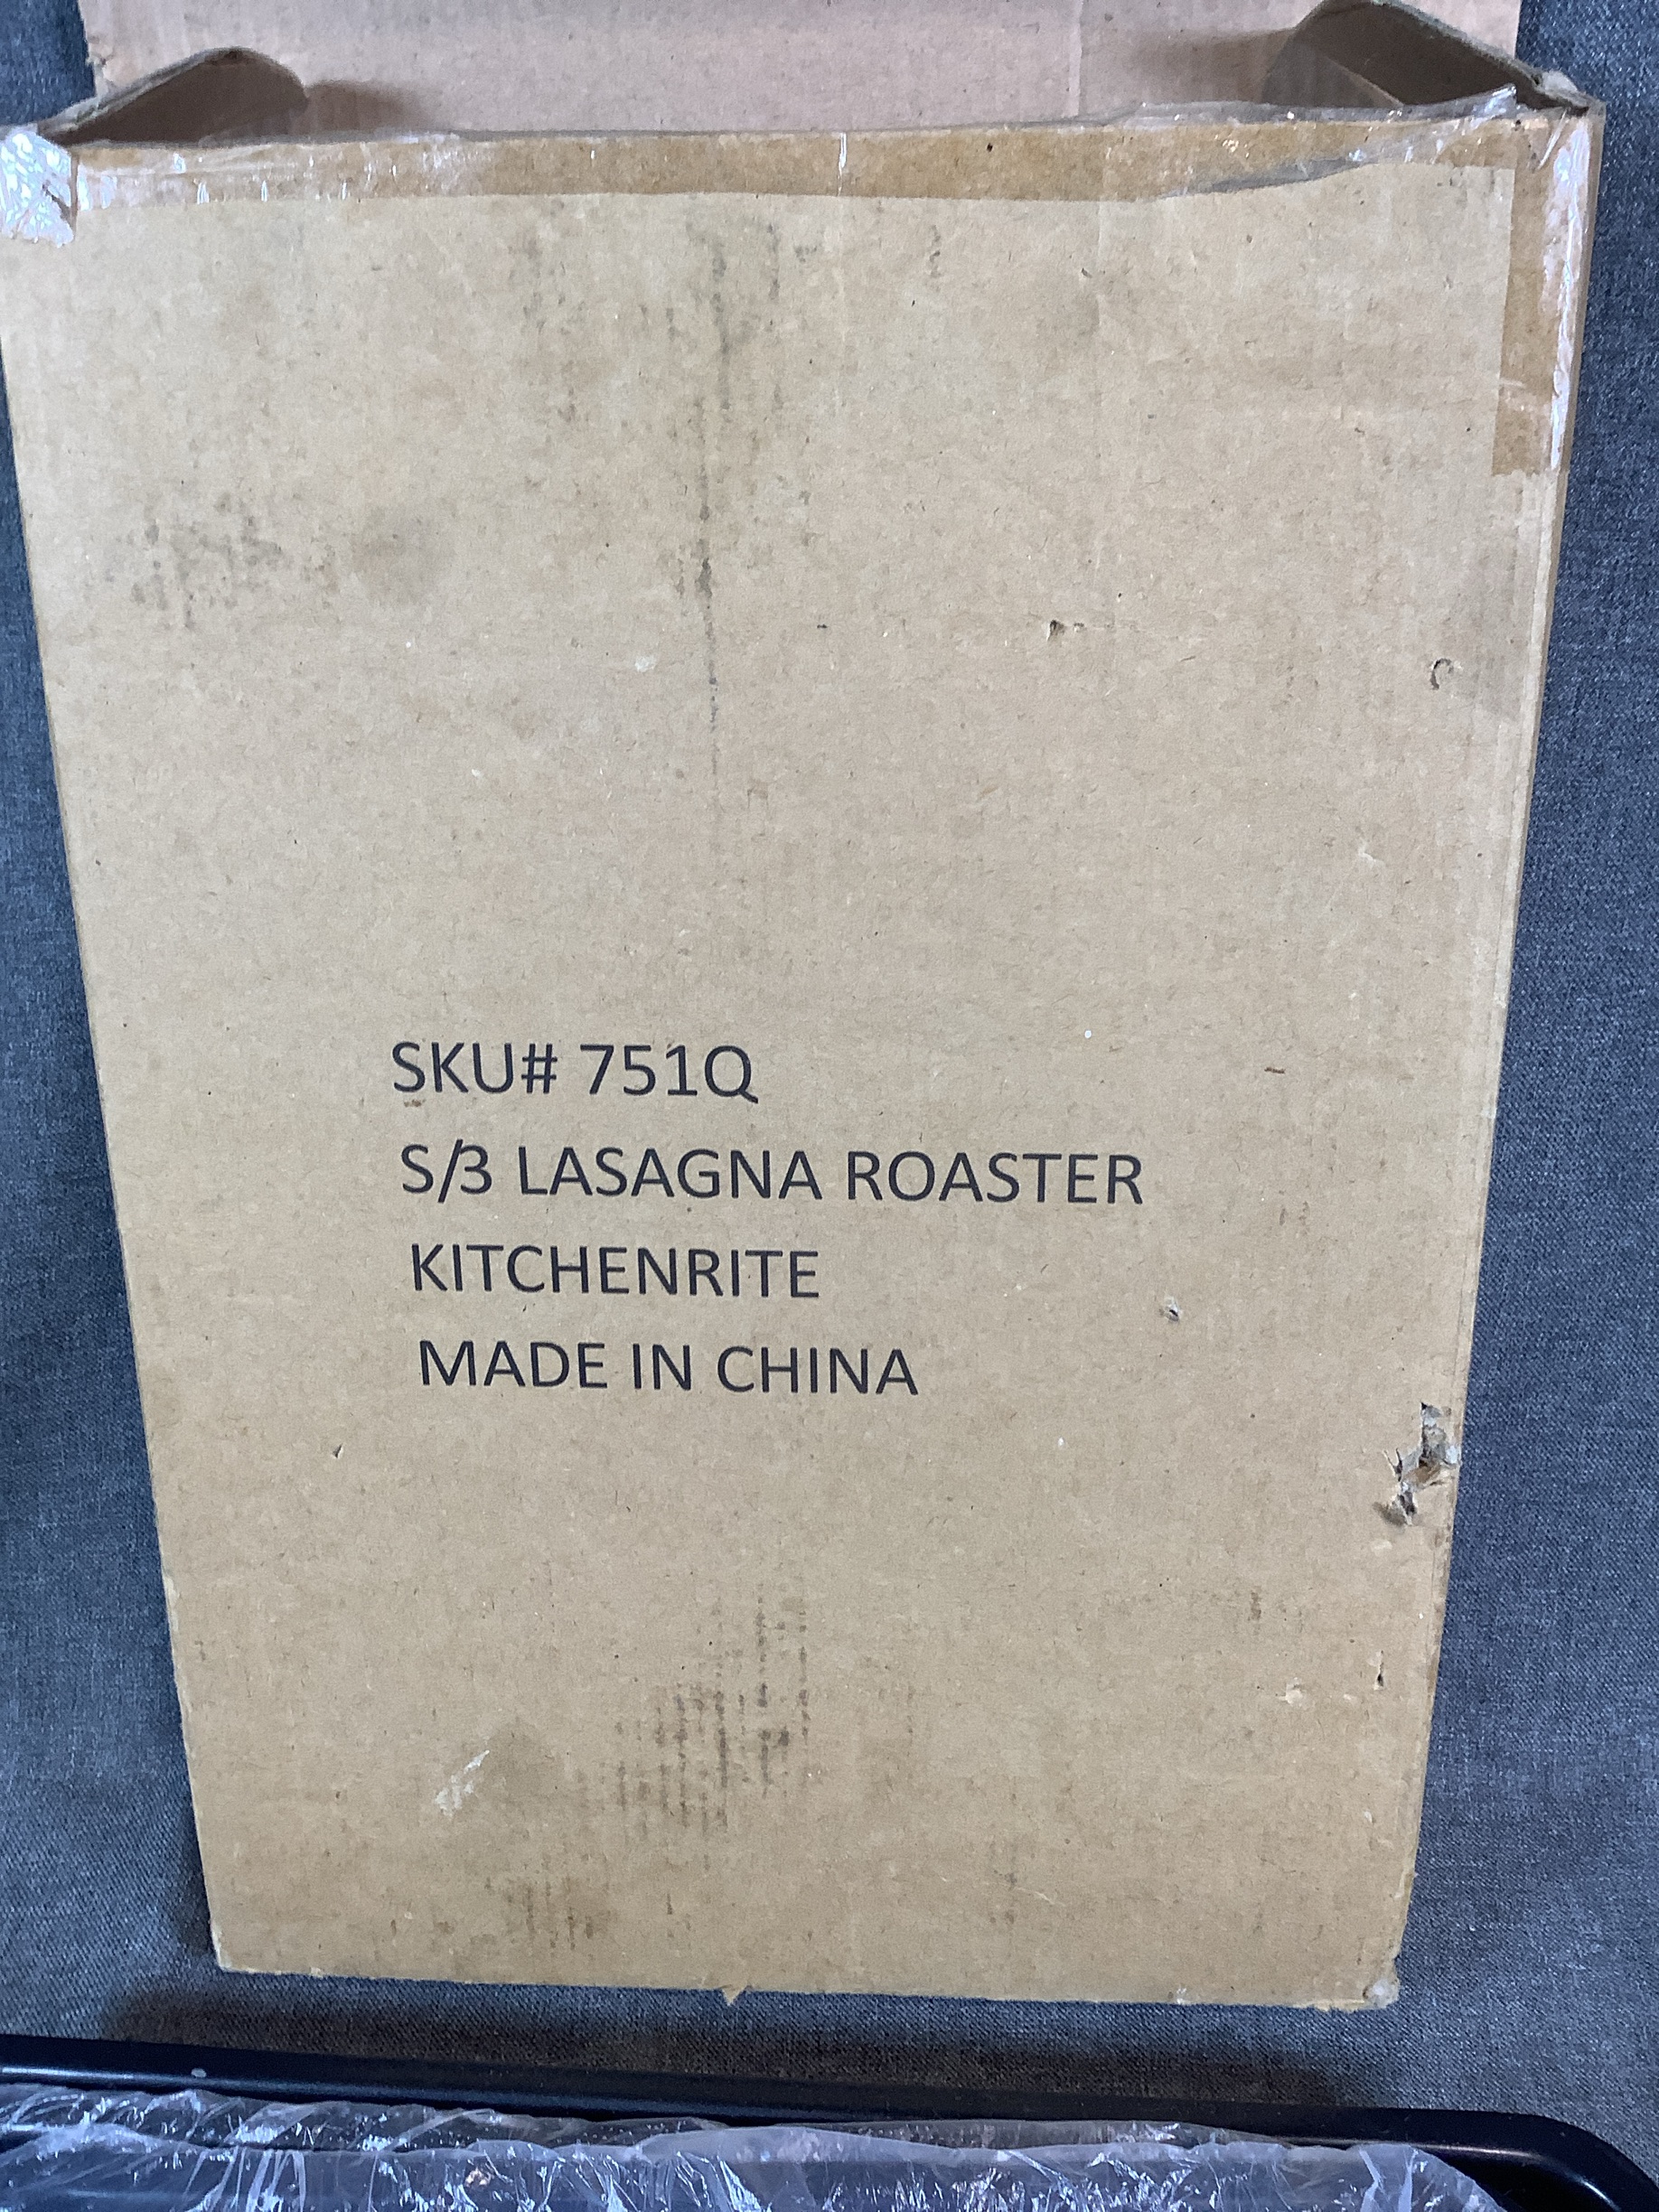 SKU# 751Q
S/3 LASAGNA ROASTER
KITCHENRITE
MADE IN CHINA